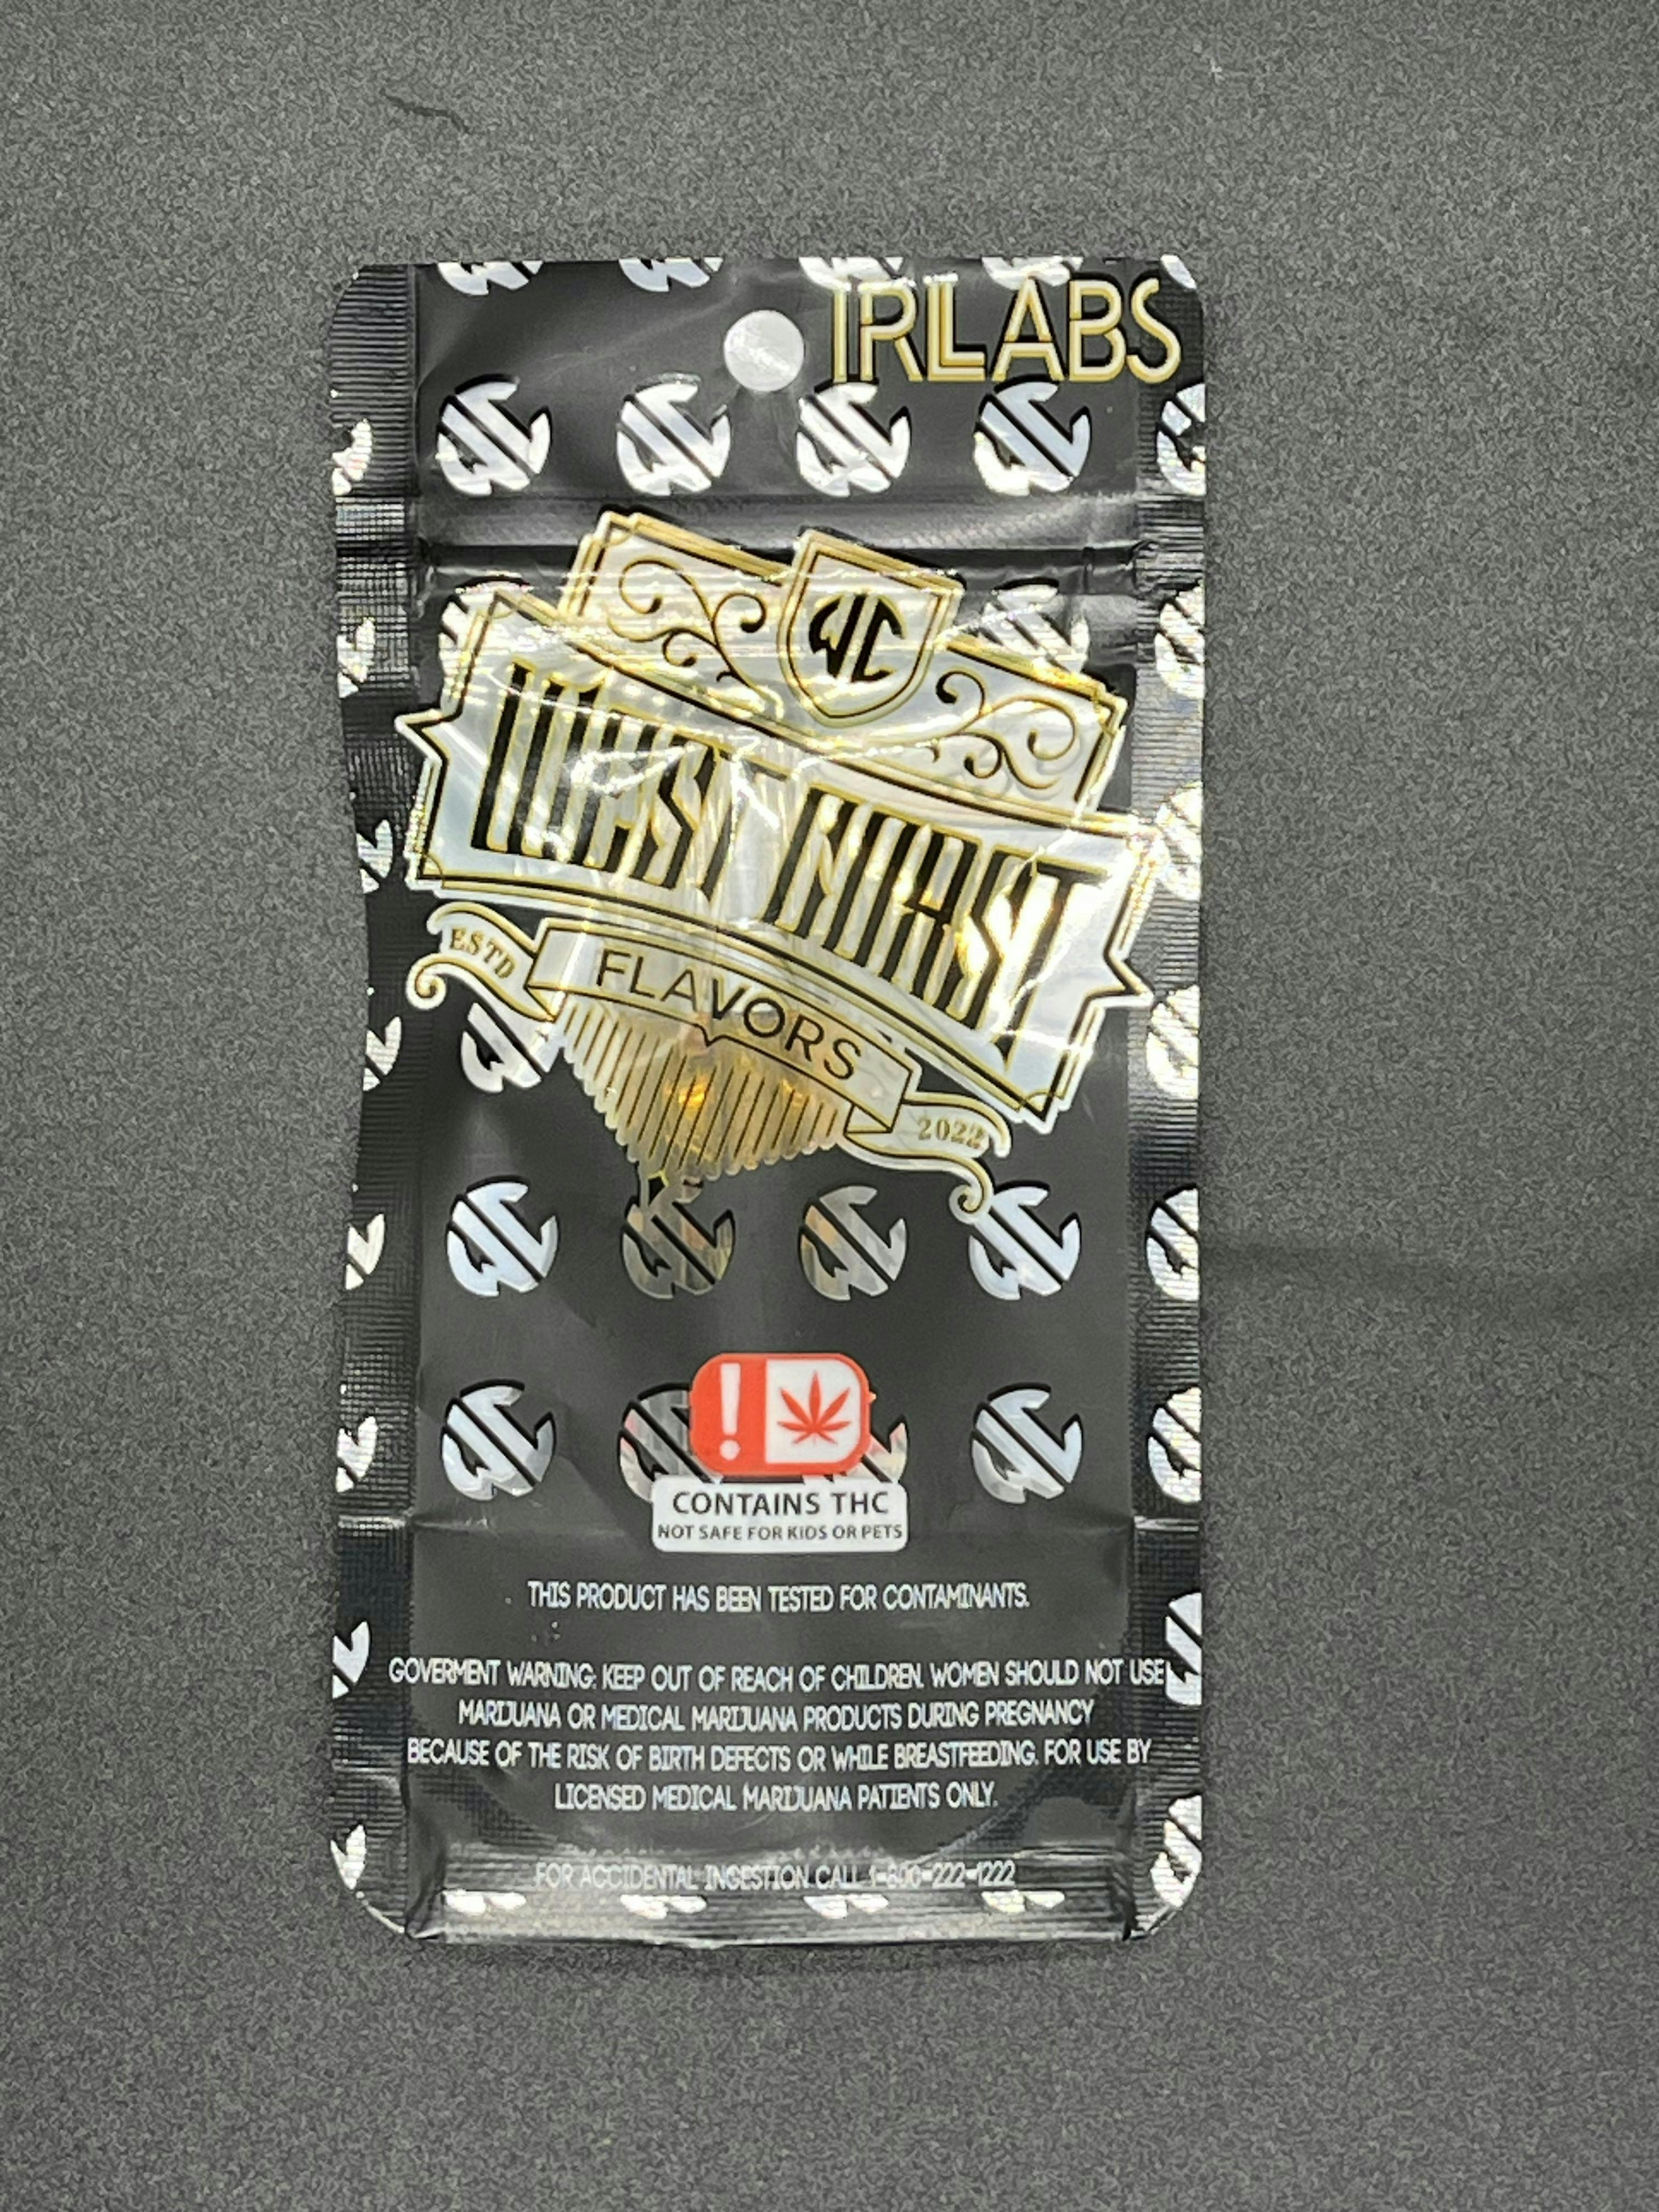 IRLLABS
WC
WEST COAST
ESTD
FLAVORS
2022
!
CONTAINS THC
NOT SAFE FOR KIDS OR PETS
THIS PRODUCT HAS BEEN TESTED FOR CONTAMINANTS.
GOVERMENT WARNING: KEEP OUT OF REACH OF CHILDREN. WOMEN SHOULD NOT USE
MARIJUANA OR MEDICAL MARIJUANA PRODUCTS DURING PREGNANCY
BECAUSE OF THE RISK OF BIRTH DEFECTS OR WHILE BREASTFEEDING. FOR USE BY
LICENSED MEDICAL MARIJUANA PATIENTS ONLY.
FOR ACCIDENTAL INGESTION CALL 1-800-222-1222